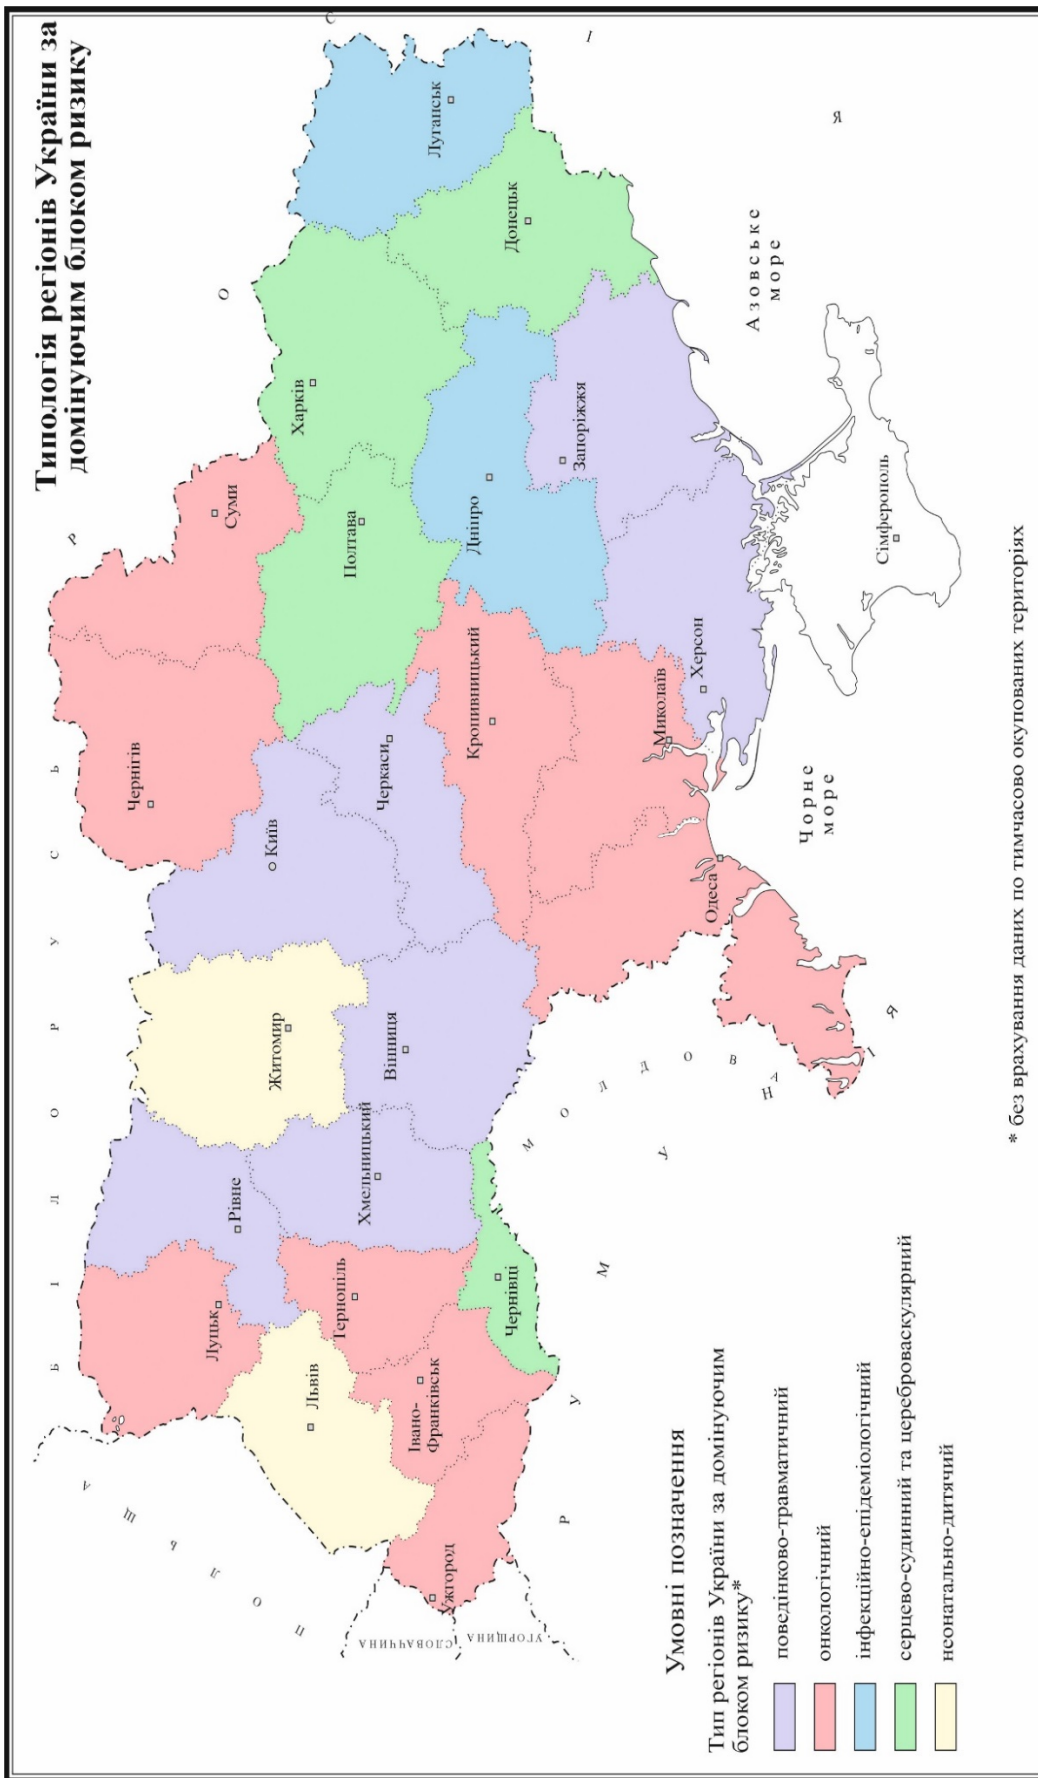 Типологія регіонів України за
домінуючим блоком ризику
Б І Л О Р У С Ь
Р О С І Я
П О Л Ь Щ А
СЛОВАЧЧИНА
УГОРЩИНА
Р У М У Н І Я
М О Л Д О В А
Луцьк
Рівне
Житомир
Київ
Чернігів
Суми
Львів
Тернопіль
Хмельницький
Вінниця
Черкаси
Полтава
Харків
Луганськ
Ужгород
Івано-
Франківськ
Чернівці
Кропивницький
Дніпро
Донецьк
Запоріжжя
Миколаїв
Херсон
Одеса
Сімферополь
Чорне
море
Азовське
море
Умовні позначення
Тип регіонів України за домінуючим
блоком ризику*
поведінково-травматичний
онкологічний
інфекційно-епідеміологічний
серцево-судинний та цереброваскулярний
неонатально-дитячий
* без врахування даних по тимчасово окупованих територіях